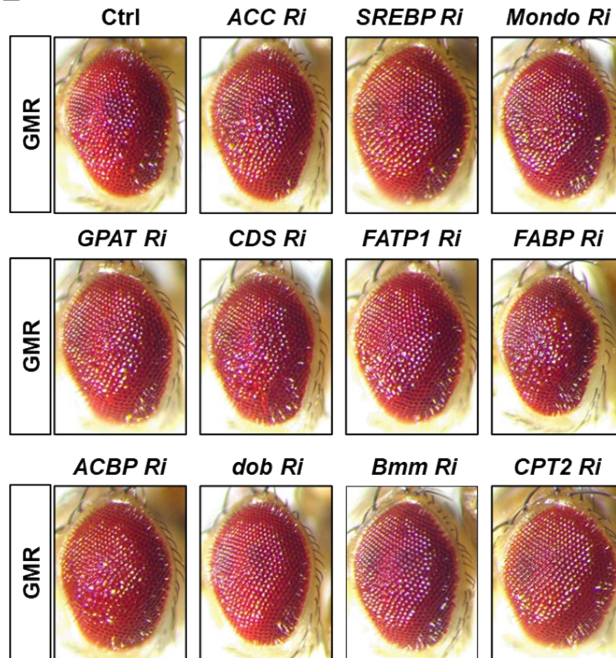 Ctrl ACC Ri SREBP Ri Mondo Ri
GMR
GPAT Ri CDS Ri FATP1 Ri FABP Ri
GMR
ACBP Ri dob Ri Bmm Ri CPT2 Ri
GMR